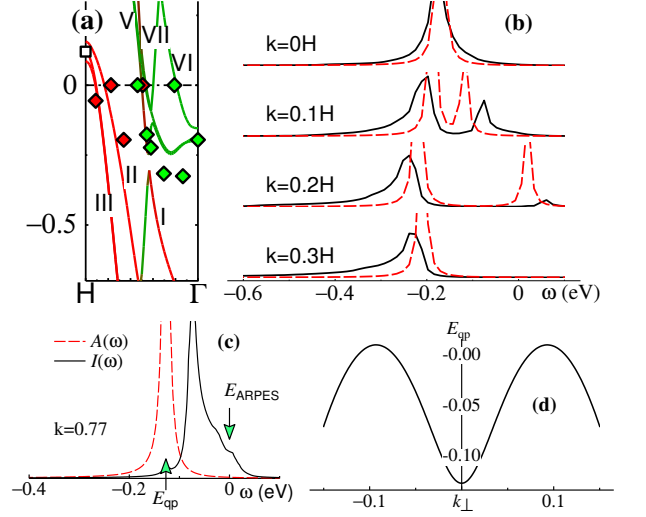 (a)
V
VII
VI
0
II
III
I
−0.5
H
Γ
(b)
k=0H
k=0.1H
k=0.2H
k=0.3H
−0.6
−0.4
−0.2
0
ω (eV)
(c)
A(ω)
I(ω)
E_ARPES
k=0.77
−0.4
−0.2
0
ω (eV)
E_qp
E_qp
-0.00
-0.05
-0.10
(d)
−0.1
k⊥
0.1